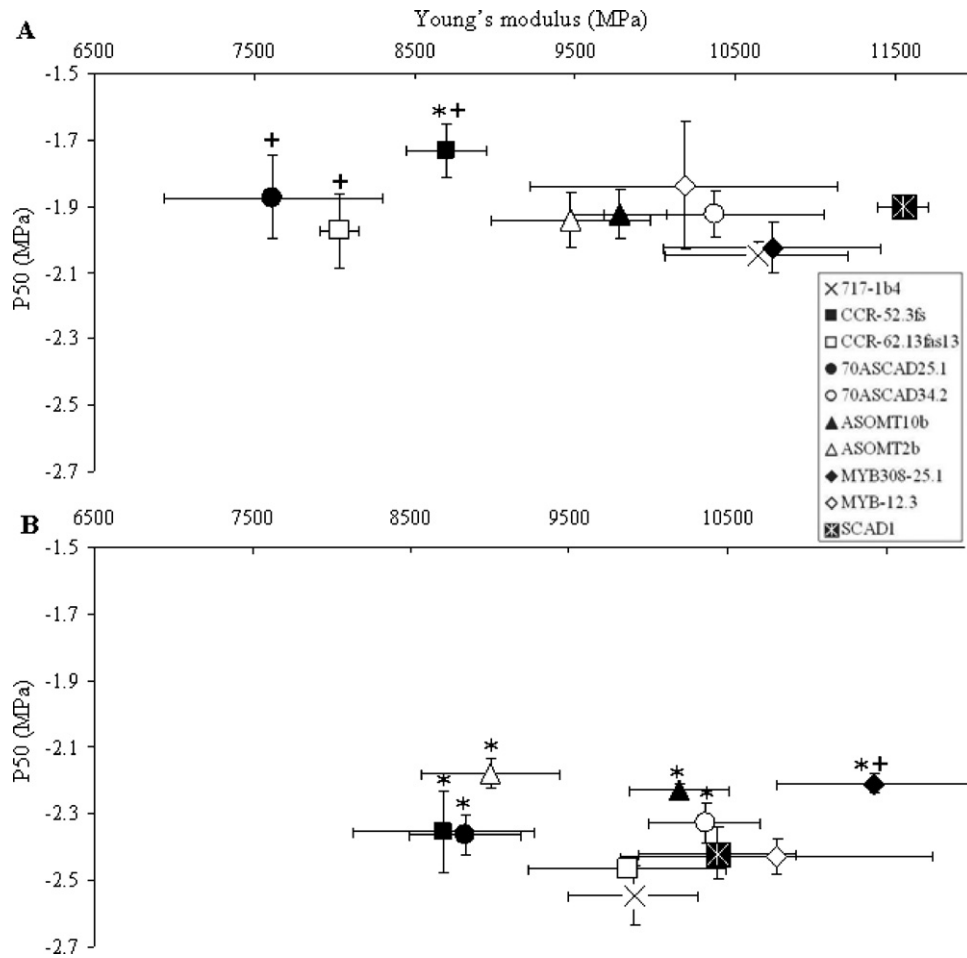 Young's modulus (MPa)
A
6500 7500 8500 9500 10500 11500
-1.5
-1.7
-1.9
-2.1
-2.3
-2.5
-2.7
P50 (MPa)
* +
+
+
717-1b4
CCR-52.3fs
CCR-62.13fas13
70ASCAD25.1
70ASCAD34.2
ASOMT10b
ASOMT2b
MYB308-25.1
MYB-12.3
SCAD1
B
6500 7500 8500 9500 10500
-1.5
-1.7
-1.9
-2.1
-2.3
-2.5
-2.7
P50 (MPa)
*
* +
*
*
*
*